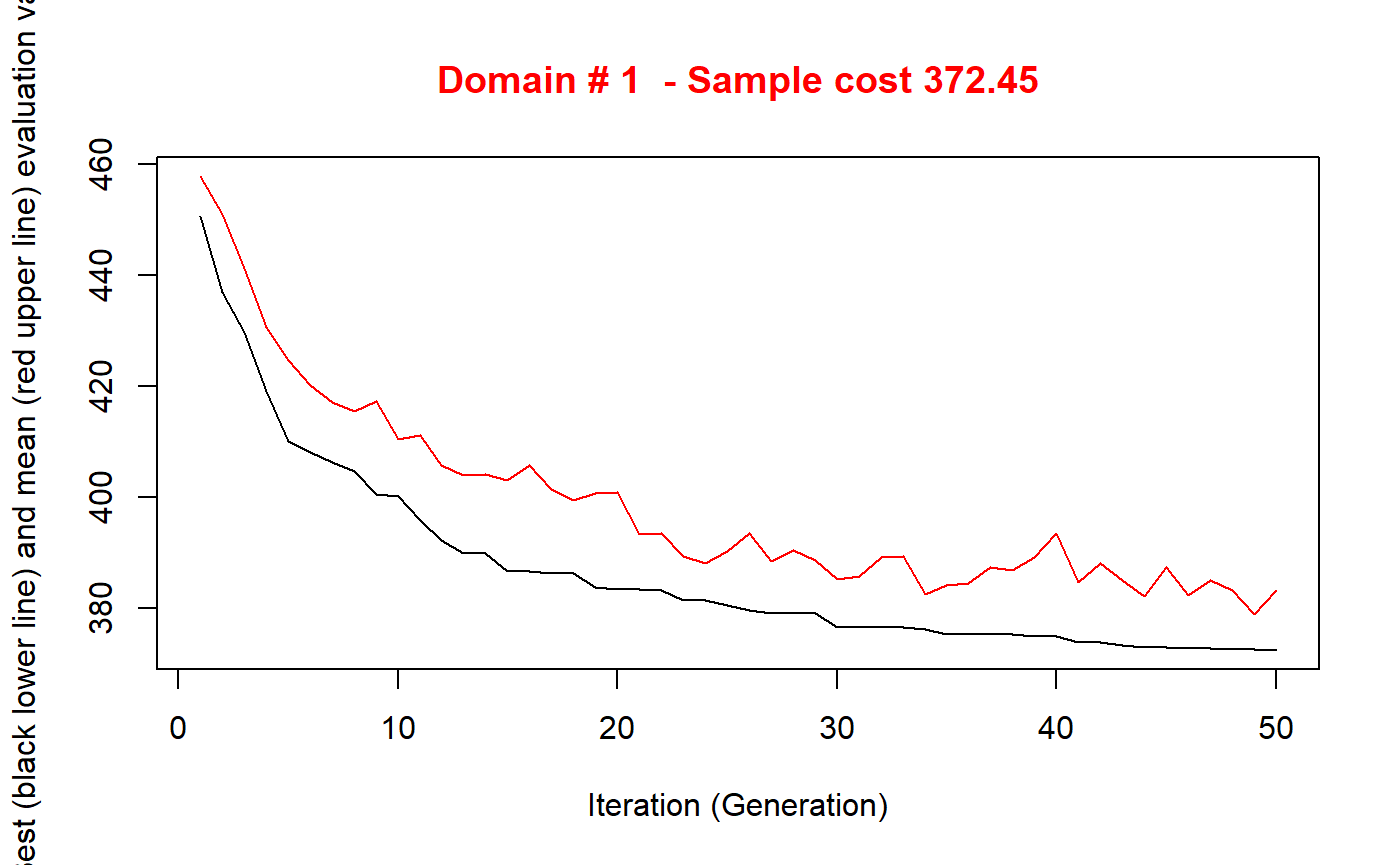 Domain # 1  - Sample cost 372.45
(black lower line) and mean (red upper line) evaluation
460
440
420
400
380
0 10 20 30 40 50
Iteration (Generation)